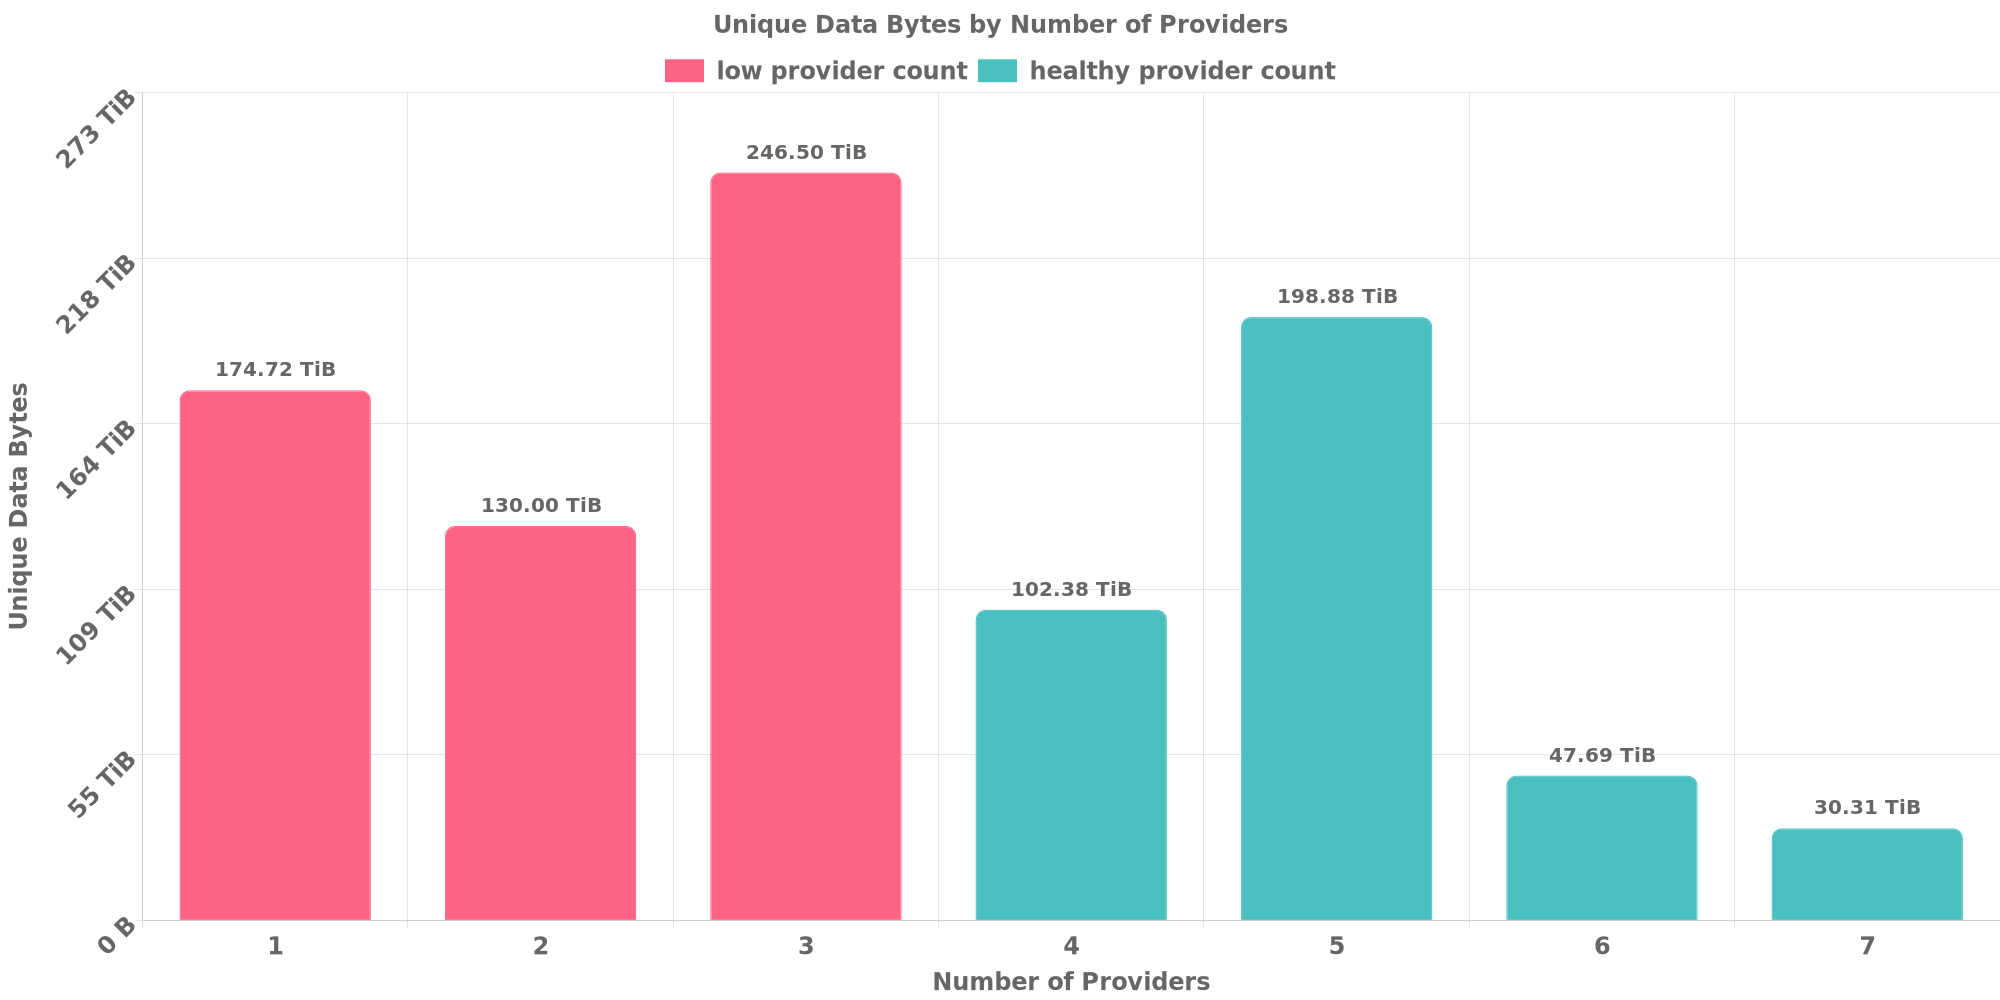 Unique Data Bytes by Number of Providers
low provider count
healthy provider count
273 TiB
218 TiB
164 TiB
109 TiB
55 TiB
0 B
Unique Data Bytes
174.72 TiB
130.00 TiB
246.50 TiB
102.38 TiB
198.88 TiB
47.69 TiB
30.31 TiB
1
2
3
4
5
6
7
Number of Providers